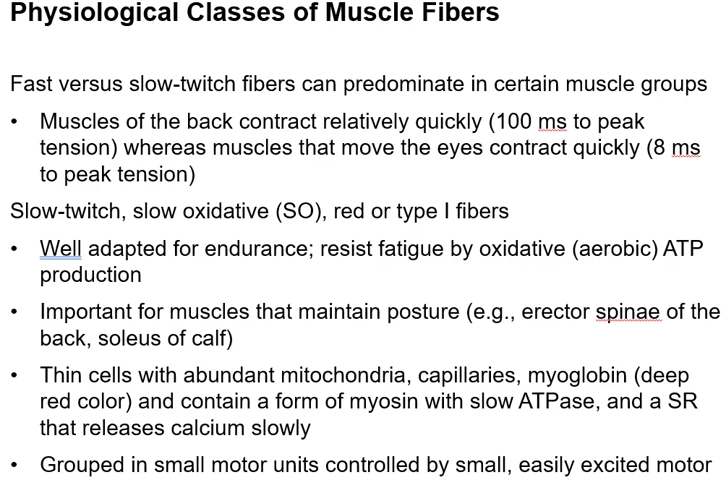 Physiological Classes of Muscle Fibers
Fast versus slow-twitch fibers can predominate in certain muscle groups
• Muscles of the back contract relatively quickly (100 ms to peak
tension) whereas muscles that move the eyes contract quickly (8 ms
to peak tension)
Slow-twitch, slow oxidative (SO), red or type I fibers
• Well adapted for endurance; resist fatigue by oxidative (aerobic) ATP
production
• Important for muscles that maintain posture (e.g., erector spinae of the
back, soleus of calf)
• Thin cells with abundant mitochondria, capillaries, myoglobin (deep
red color) and contain a form of myosin with slow ATPase, and a SR
that releases calcium slowly
• Grouped in small motor units controlled by small, easily excited motor